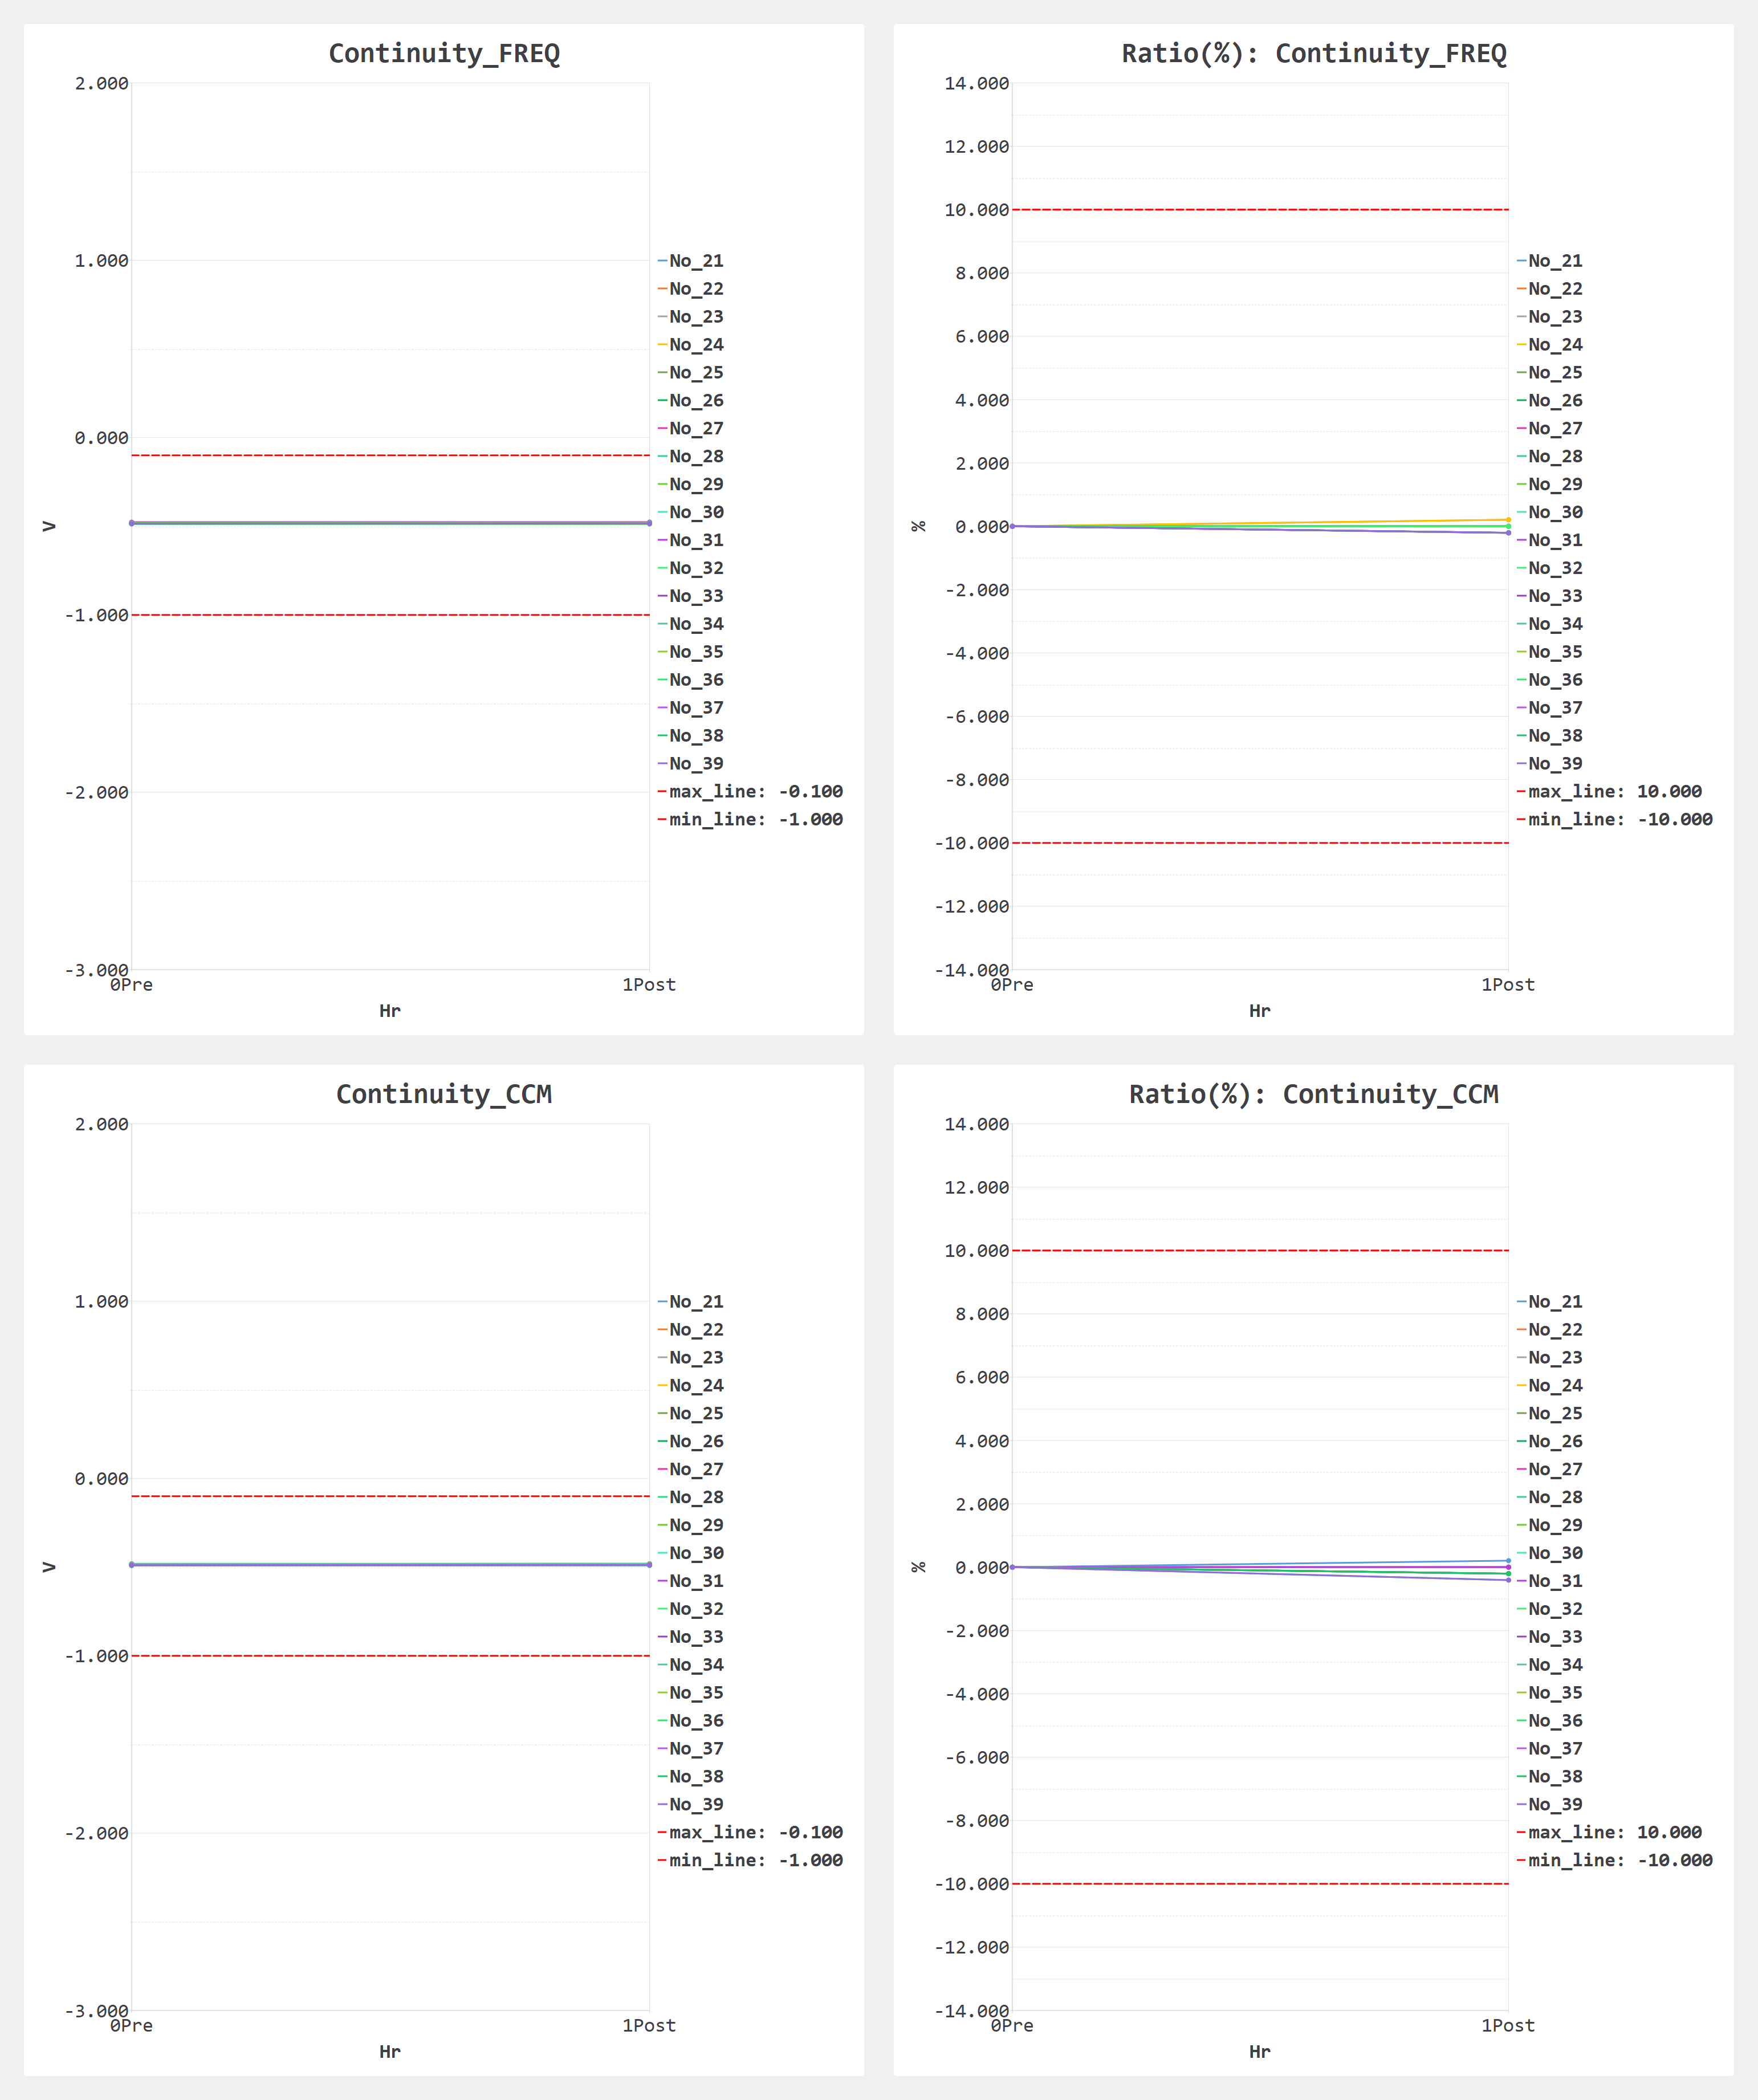 Continuity_FREQ
2.000
1.000
0.000
-1.000
-2.000
-3.000
V
0Pre
1Post
Hr
No_21
No_22
No_23
No_24
No_25
No_26
No_27
No_28
No_29
No_30
No_31
No_32
No_33
No_34
No_35
No_36
No_37
No_38
No_39
max_line: -0.100
min_line: -1.000
Ratio(%): Continuity_FREQ
14.000
12.000
10.000
8.000
6.000
4.000
2.000
0.000
-2.000
-4.000
-6.000
-8.000
-10.000
-12.000
-14.000
%
0Pre
1Post
Hr
No_21
No_22
No_23
No_24
No_25
No_26
No_27
No_28
No_29
No_30
No_31
No_32
No_33
No_34
No_35
No_36
No_37
No_38
No_39
max_line: 10.000
min_line: -10.000
Continuity_CCM
2.000
1.000
0.000
-1.000
-2.000
-3.000
V
0Pre
1Post
Hr
No_21
No_22
No_23
No_24
No_25
No_26
No_27
No_28
No_29
No_30
No_31
No_32
No_33
No_34
No_35
No_36
No_37
No_38
No_39
max_line: -0.100
min_line: -1.000
Ratio(%): Continuity_CCM
14.000
12.000
10.000
8.000
6.000
4.000
2.000
0.000
-2.000
-4.000
-6.000
-8.000
-10.000
-12.000
-14.000
%
0Pre
1Post
Hr
No_21
No_22
No_23
No_24
No_25
No_26
No_27
No_28
No_29
No_30
No_31
No_32
No_33
No_34
No_35
No_36
No_37
No_38
No_39
max_line: 10.000
min_line: -10.000